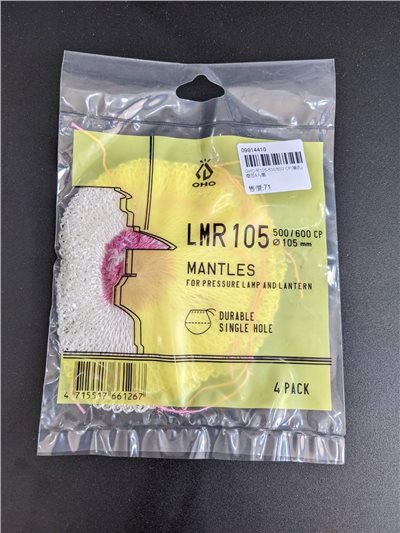 09914410
售價:71
OHO
LMR 105
500/600 CP
Ø 105 mm
MANTLES
FOR PRESSURE LAMP AND LANTERN
DURABLE
SINGLE HOLE
4 PACK
4 715517 661267